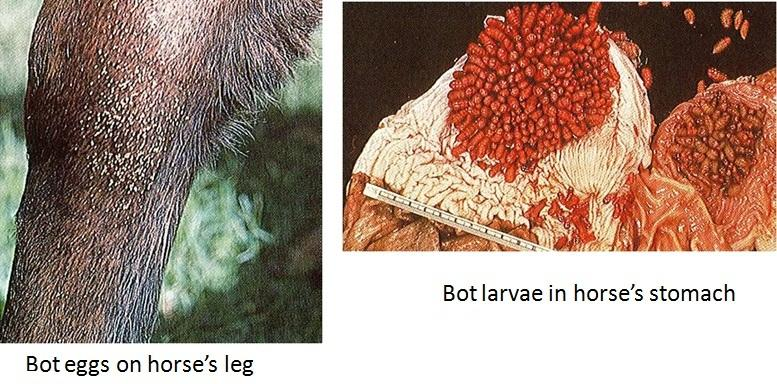 Bot larvae in horse's stomach
Bot eggs on horse's leg